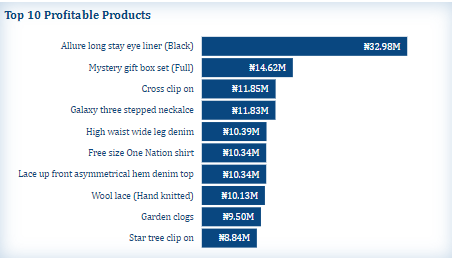 Top 10 Profitable Products
Allure long stay eye liner (Black) ₦32.98M
Mystery gift box set (Full) ₦14.62M
Cross clip on ₦11.85M
Galaxy three stepped neckalce ₦11.83M
High waist wide leg denim ₦10.39M
Free size One Nation shirt ₦10.34M
Lace up front asymmetrical hem denim top ₦10.34M
Wool lace (Hand knitted) ₦10.13M
Garden clogs ₦9.50M
Star tree clip on ₦8.84M